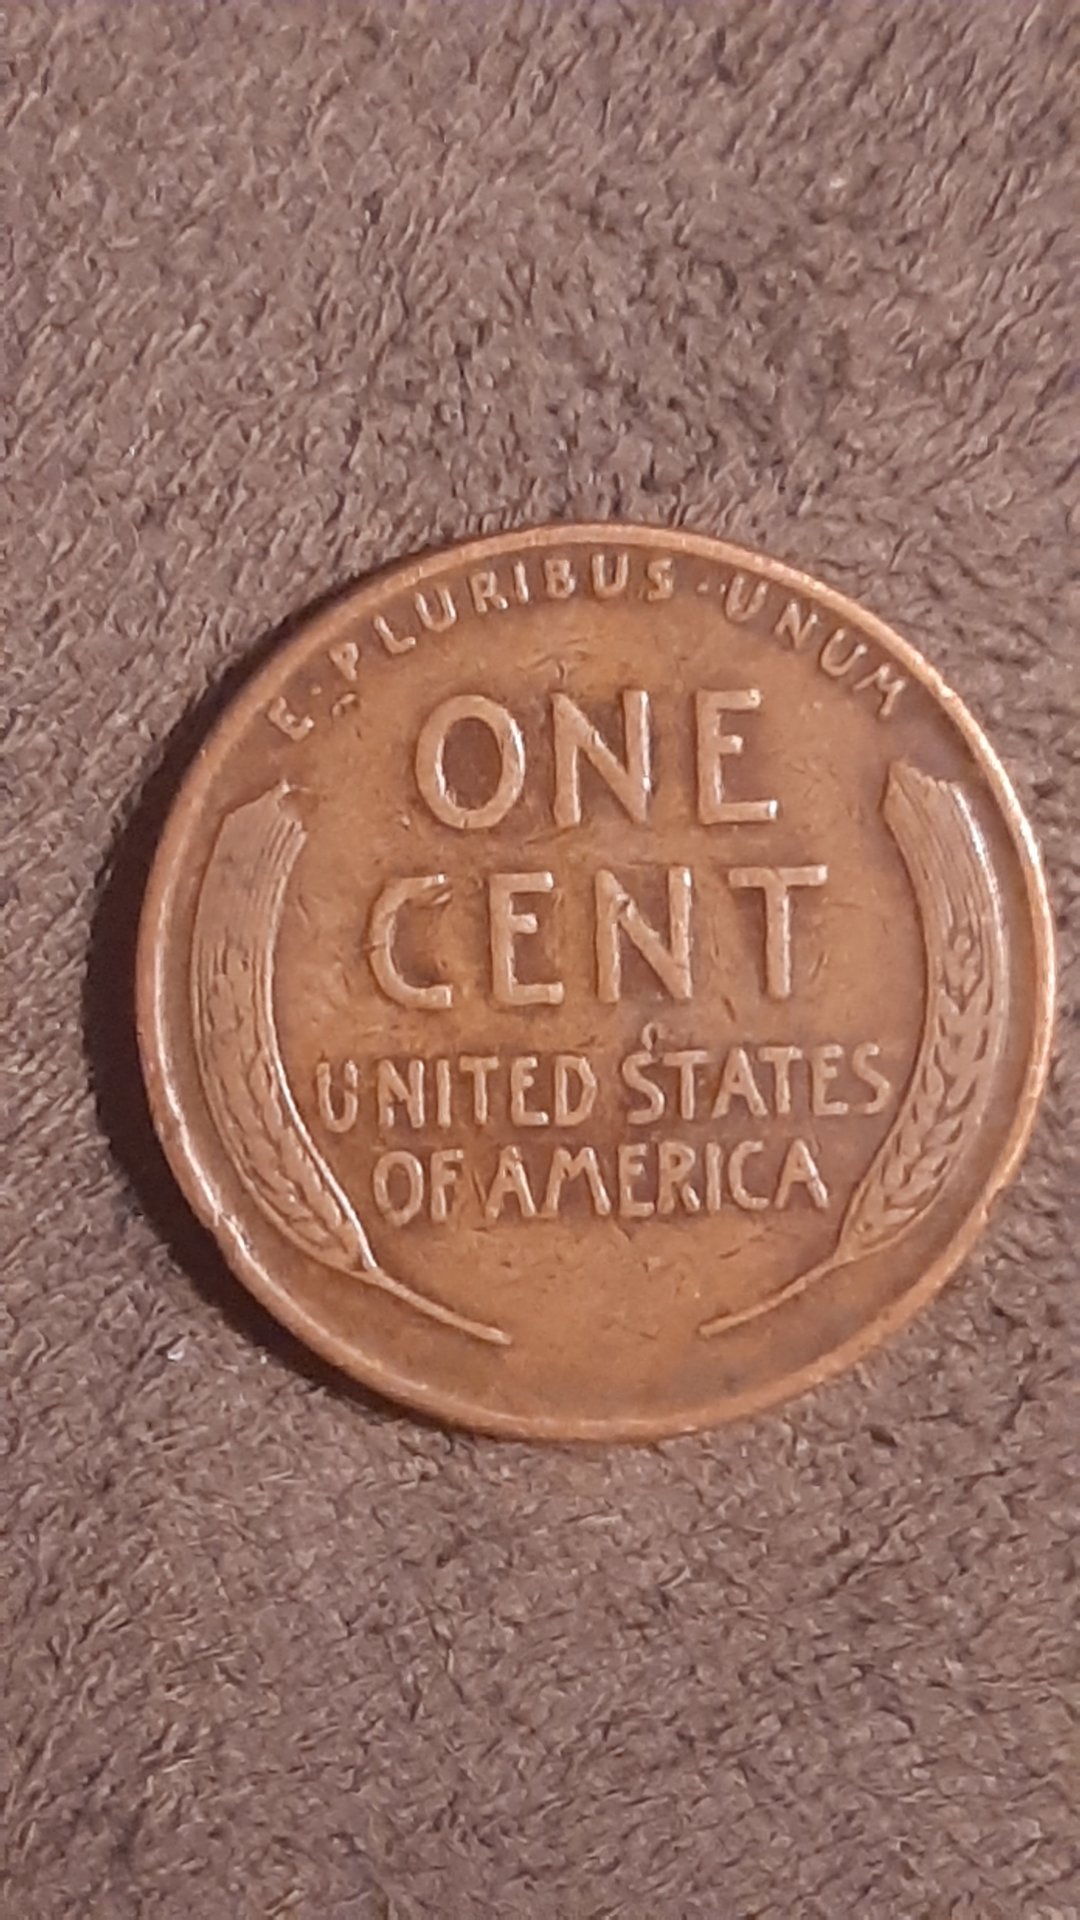 E·PLURIBUS·UNUM
ONE
CENT
UNITED STATES
OF AMERICA